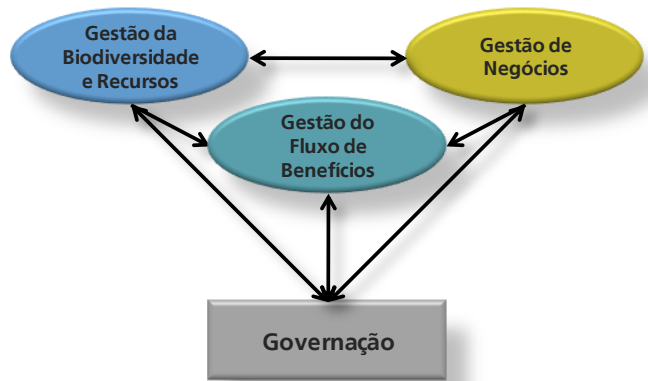 Gestão da
Biodiversidade
e Recursos
Gestão de
Negócios
Gestão do
Fluxo de
Benefícios
Governação